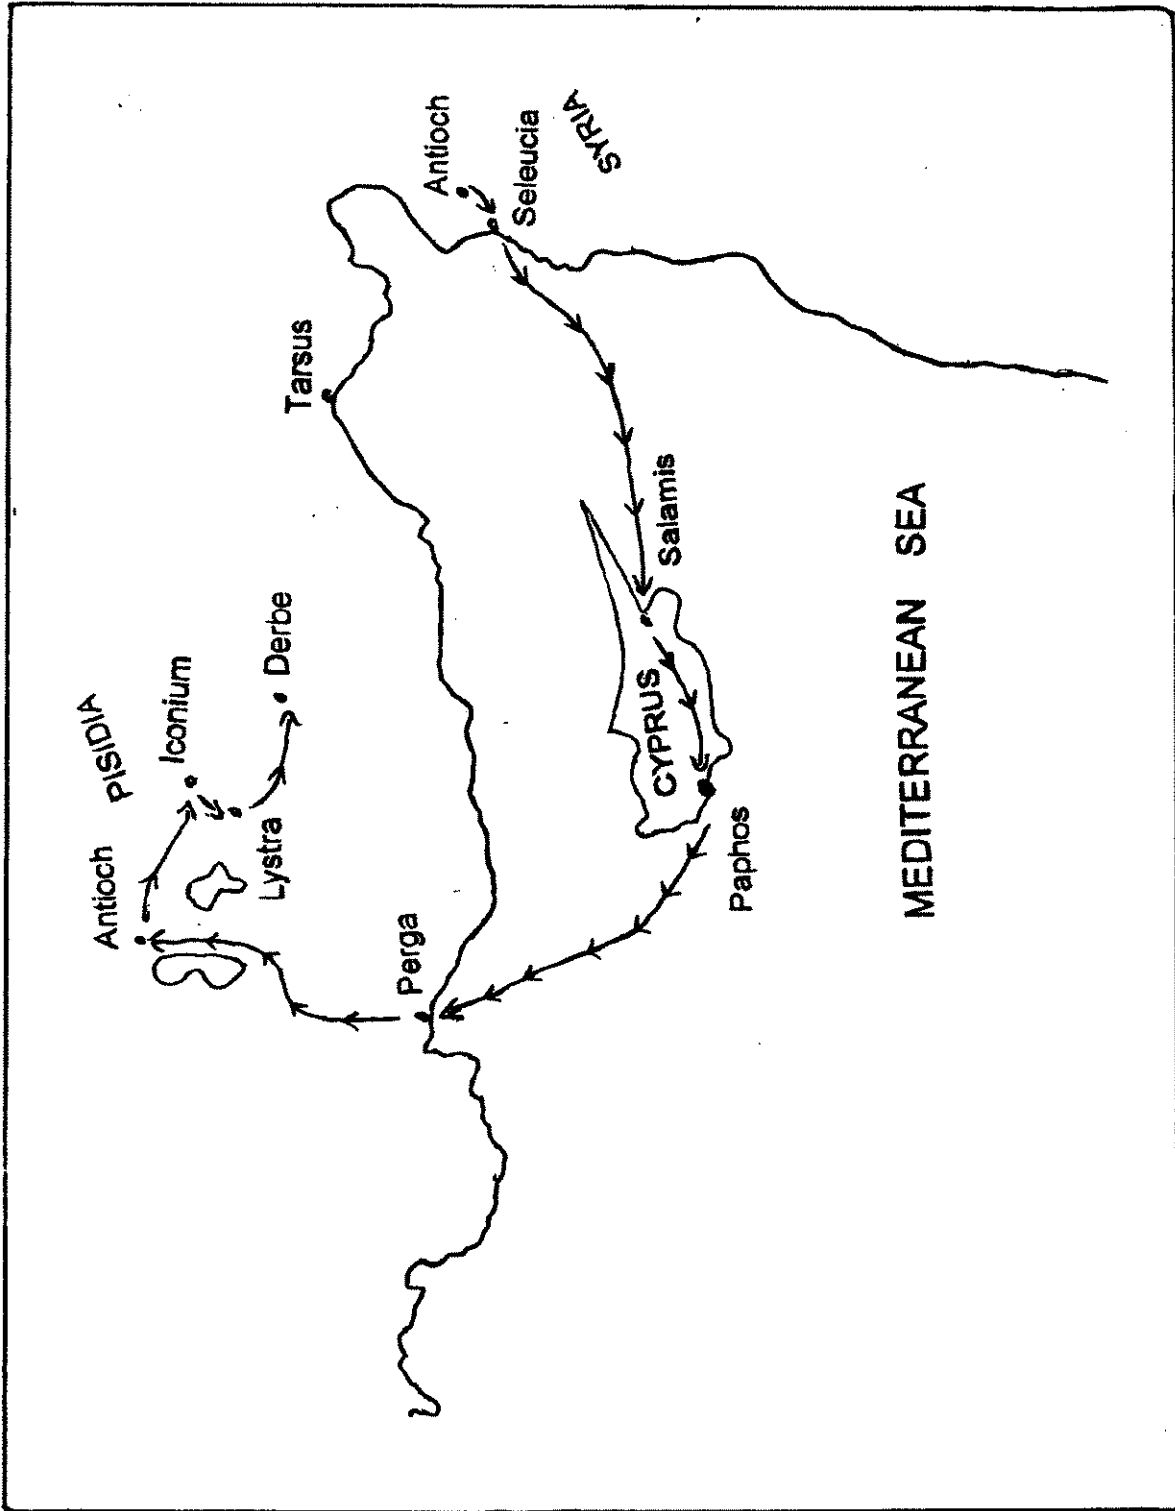 Antioch
PISIDIA
Iconium
Lystra
Derbe
Tarsus
Perga
Antioch
Seleucia
SYRIA
CYPRUS
Salamis
Paphos
MEDITERRANEAN SEA